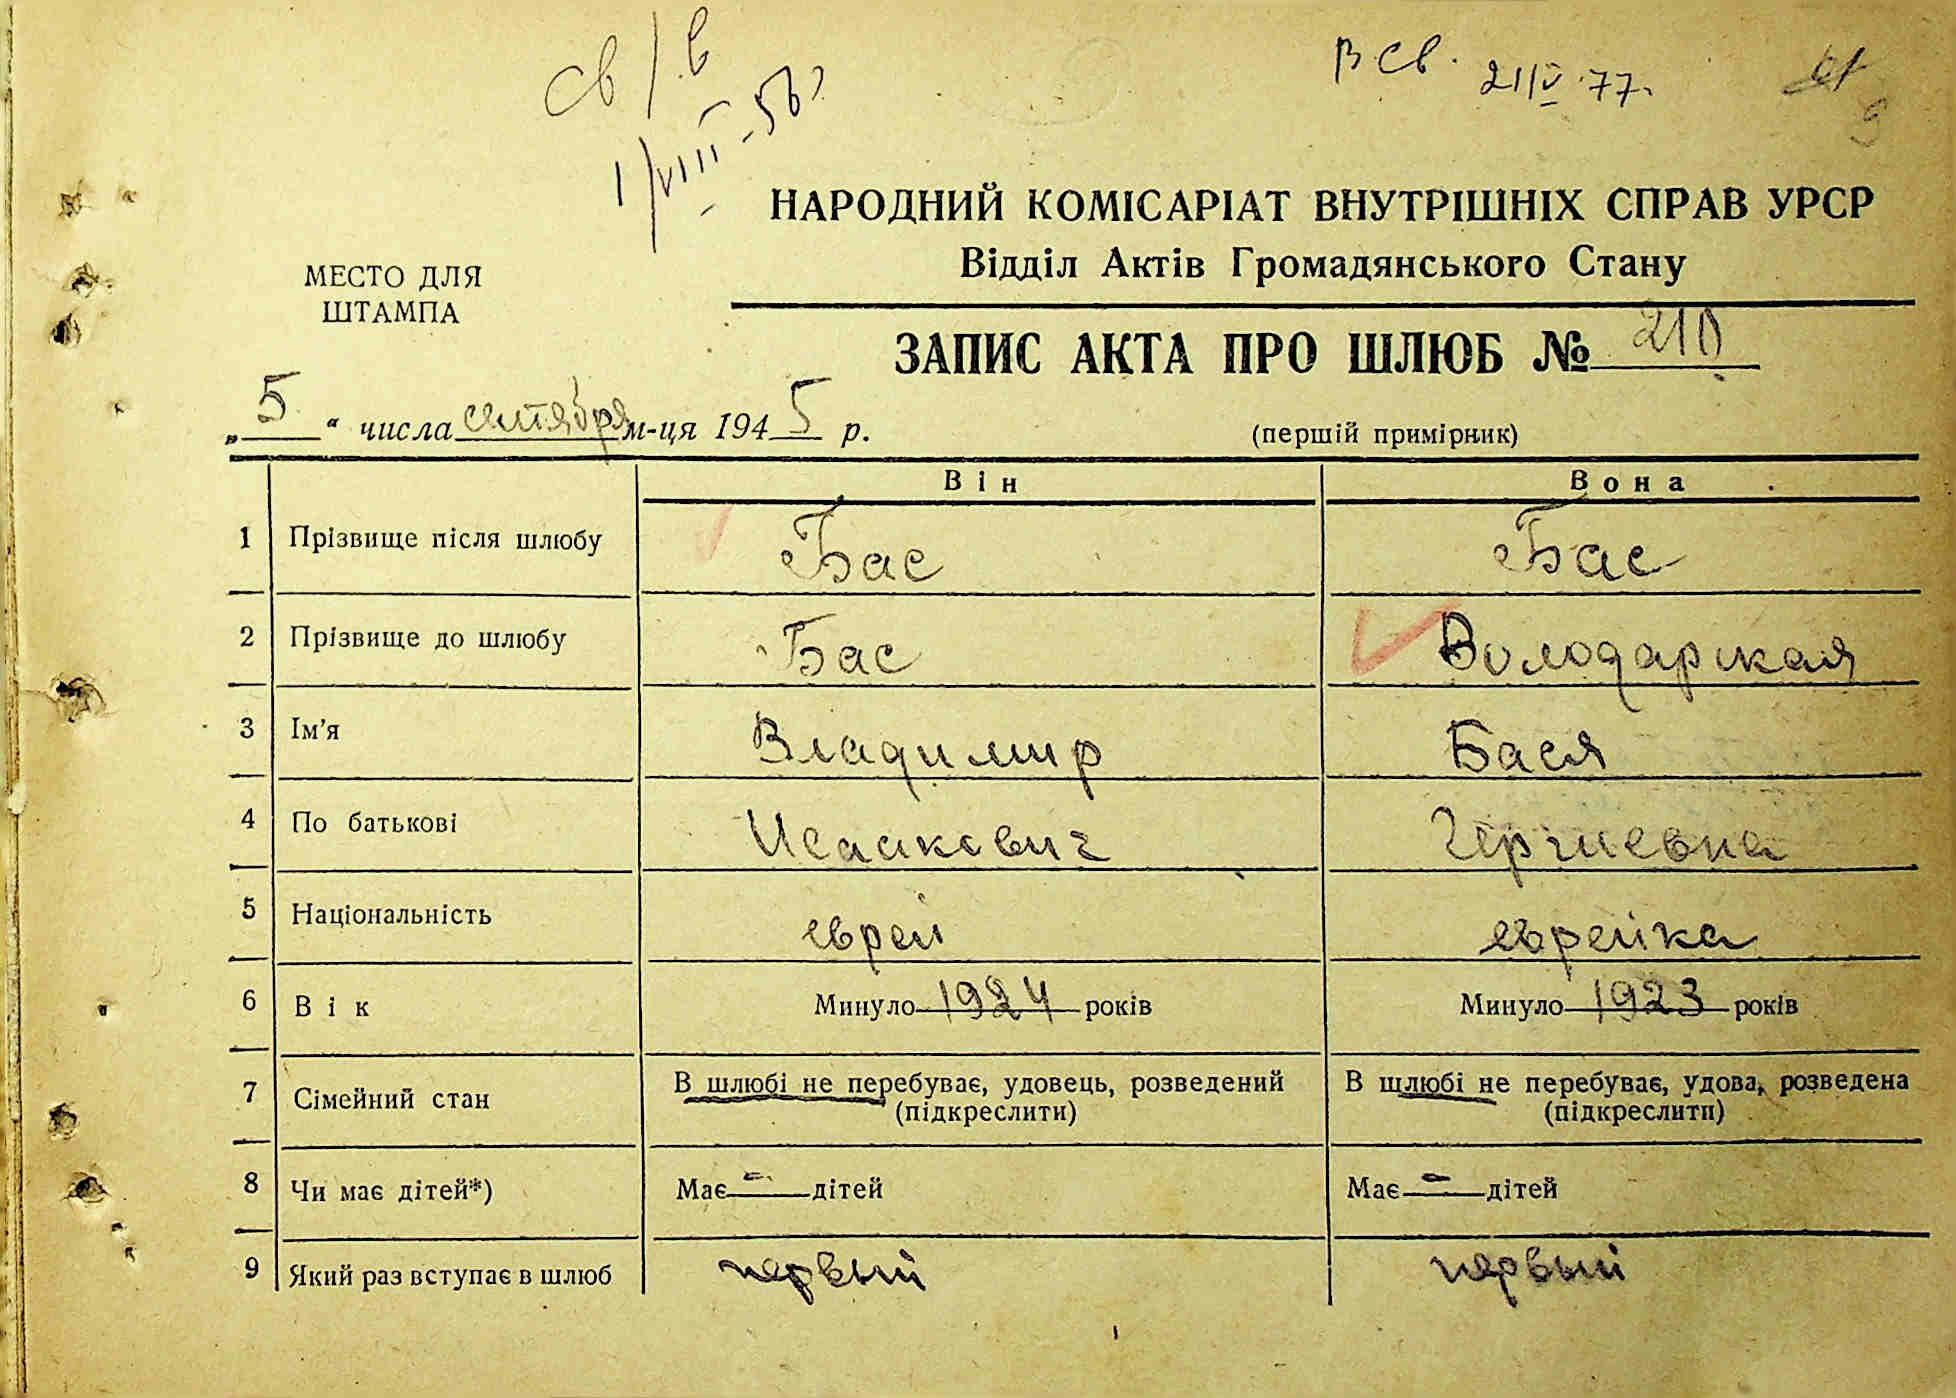 св/в
1/VIII-56
В св. 21/V 77.
9
НАРОДНИЙ КОМІСАРІАТ ВНУТРІШНІХ СПРАВ УРСР
Відділ Актів Громадянського Стану
МЕСТО ДЛЯ
ШТАМПА
ЗАПИС АКТА ПРО ШЛЮБ № 210
„5“ числа сентября м-ця 1945 р.
(першій примірник)
Він Вона
1 Прізвище після шлюбу Бас Бас
2 Прізвище до шлюбу Бас Володарская
3 Ім'я Владимир Бася
4 По батькові Исаакович
5 Національність еврей еврейка
6 Вік Минуло 1924 років Минуло 1923 років
7 Сімейний стан В шлюбі не перебуває, удовець, розведений В шлюбі не перебуває, удова, розведена
(підкреслити) (підкреслити)
8 Чи має дітей*) Має - дітей Має - дітей
9 Який раз вступає в шлюб первый первый